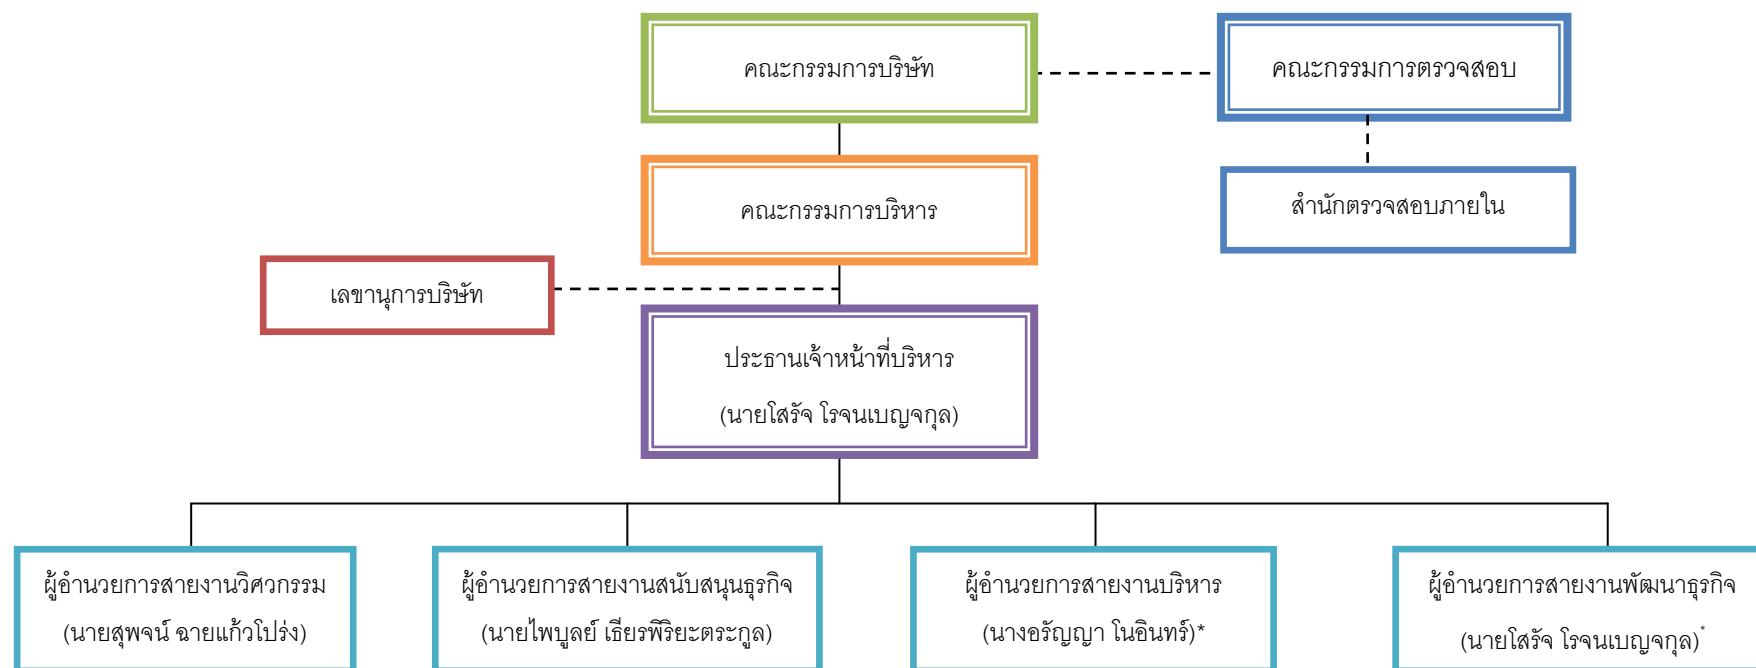 คณะกรรมการบริษัท
คณะกรรมการตรวจสอบ
คณะกรรมการบริหาร
สำนักตรวจสอบภายใน
เลขานุการบริษัท
ประธานเจ้าหน้าที่บริหาร
(นายโสรัจ โรจนเบญจกุล)
ผู้อำนวยการสายงานวิศวกรรม
(นายสุพจน์ ฉายแก้วโปร่ง)
ผู้อำนวยการสายงานสนับสนุนธุรกิจ
(นายไพบูลย์ เธียรพิริยะตระกูล)
ผู้อำนวยการสายงานบริหาร
(นางอรัญญา โนอินทร์)*
ผู้อำนวยการสายงานพัฒนาธุรกิจ
(นายโสรัจ โรจนเบญจกุล)*